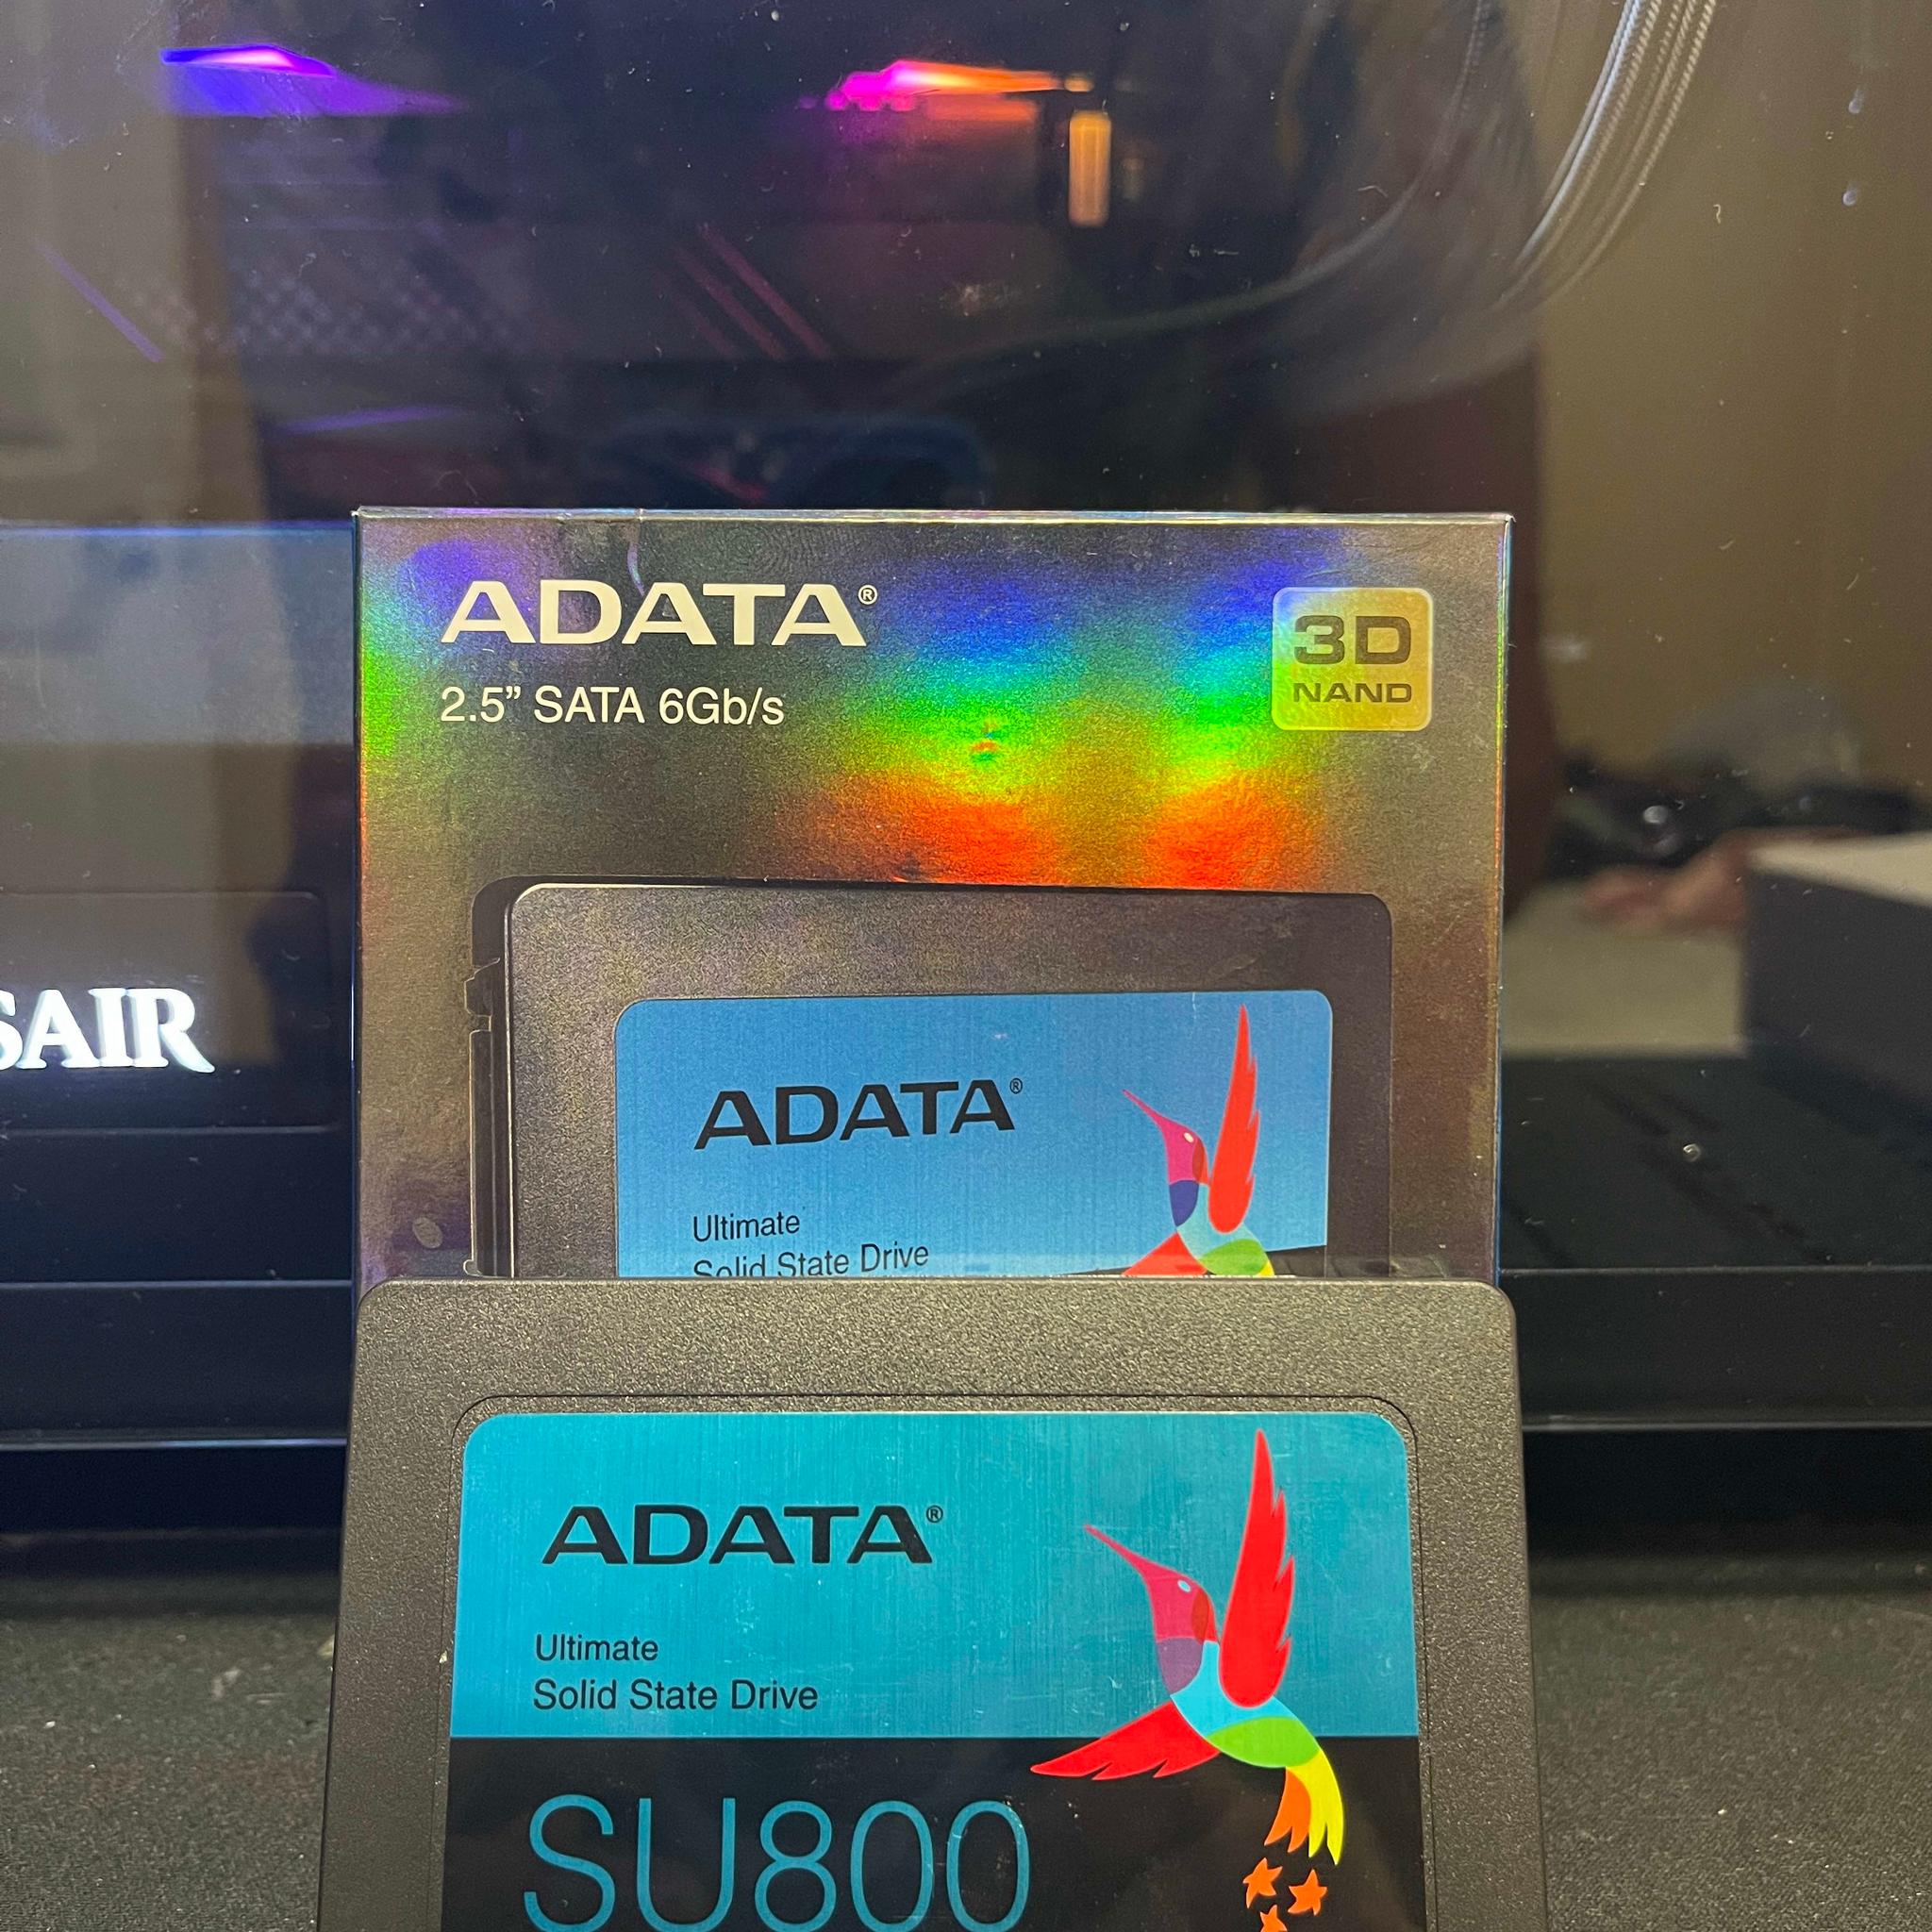 ADATA®
2.5” SATA 6Gb/s
3D
NAND
SAIR
ADATA®
Ultimate
Solid State Drive
ADATA®
Ultimate
Solid State Drive
SU800